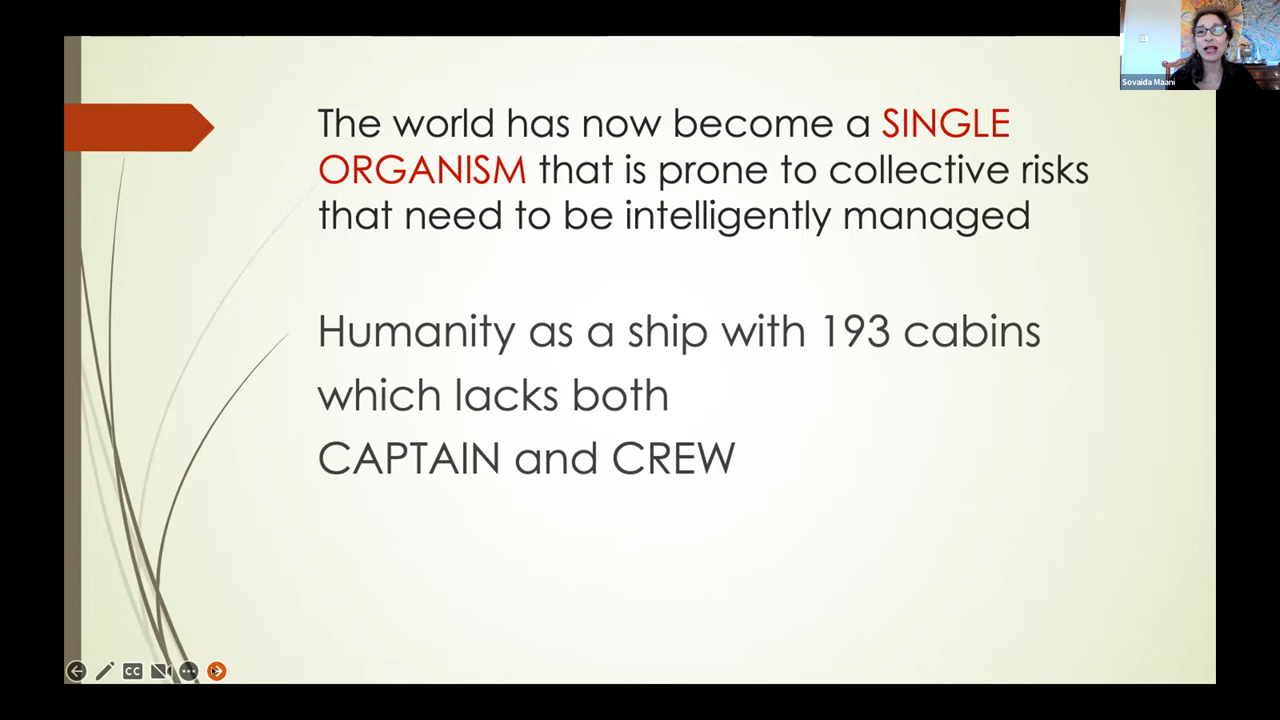 Sovaida Maani
The world has now become a SINGLE
ORGANISM that is prone to collective risks
that need to be intelligently managed
Humanity as a ship with 193 cabins
which lacks both
CAPTAIN and CREW
CC